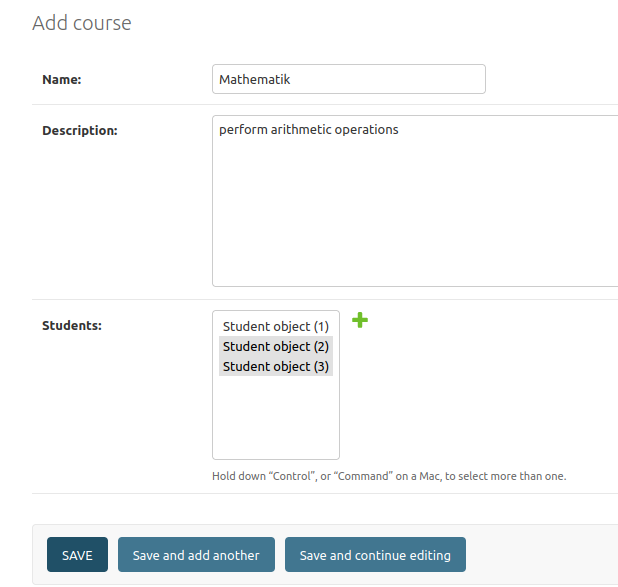 Add course
Name:
Mathematik
Description:
perform arithmetic operations
Students:
Student object (1)
Student object (2)
Student object (3)
Hold down “Control”, or “Command” on a Mac, to select more than one.
SAVE
Save and add another
Save and continue editing